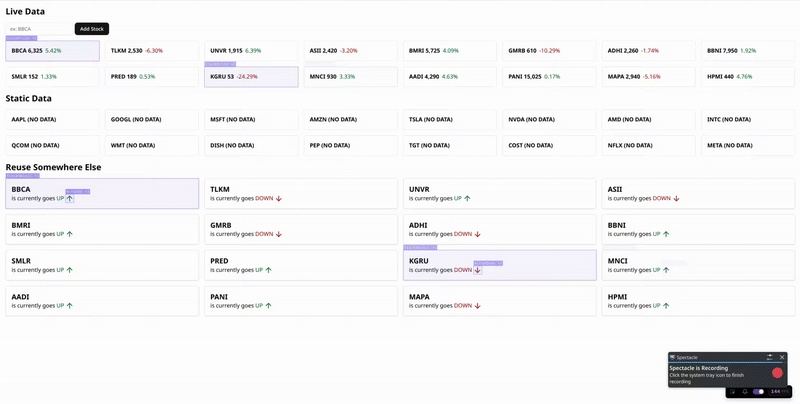 Live Data
ex: BBCA
Add Stock
BBCA 6,325 5.42%
TLKM 2,530 -6.30%
UNVR 1,915 6.39%
ASII 2,420 -3.20%
BMRI 5,725 4.09%
GMRB 610 -10.29%
ADHI 2,260 -1.74%
BBNI 7,950 1.92%
SMLR 152 1.33%
PRED 189 0.53%
KGRU 53 -24.29%
MNCI 930 3.33%
AADI 4,290 4.63%
PANI 15,025 0.17%
MAPA 2,940 -5.16%
HPMI 440 4.76%
Static Data
AAPL (NO DATA)
GOOGL (NO DATA)
MSFT (NO DATA)
AMZN (NO DATA)
TSLA (NO DATA)
NVDA (NO DATA)
AMD (NO DATA)
INTC (NO DATA)
QCOM (NO DATA)
WMT (NO DATA)
DISH (NO DATA)
PEP (NO DATA)
TGT (NO DATA)
COST (NO DATA)
NFLX (NO DATA)
META (NO DATA)
Reuse Somewhere Else
BBCA
is currently goes UP
TLKM
is currently goes DOWN
UNVR
is currently goes UP
ASII
is currently goes DOWN
BMRI
is currently goes UP
GMRB
is currently goes DOWN
ADHI
is currently goes DOWN
BBNI
is currently goes UP
SMLR
is currently goes UP
PRED
is currently goes UP
KGRU
is currently goes DOWN
MNCI
is currently goes UP
AADI
is currently goes UP
PANI
is currently goes UP
MAPA
is currently goes DOWN
HPMI
is currently goes UP
Spectacle
Spectacle is Recording
Click the system tray icon to finish
recording
144